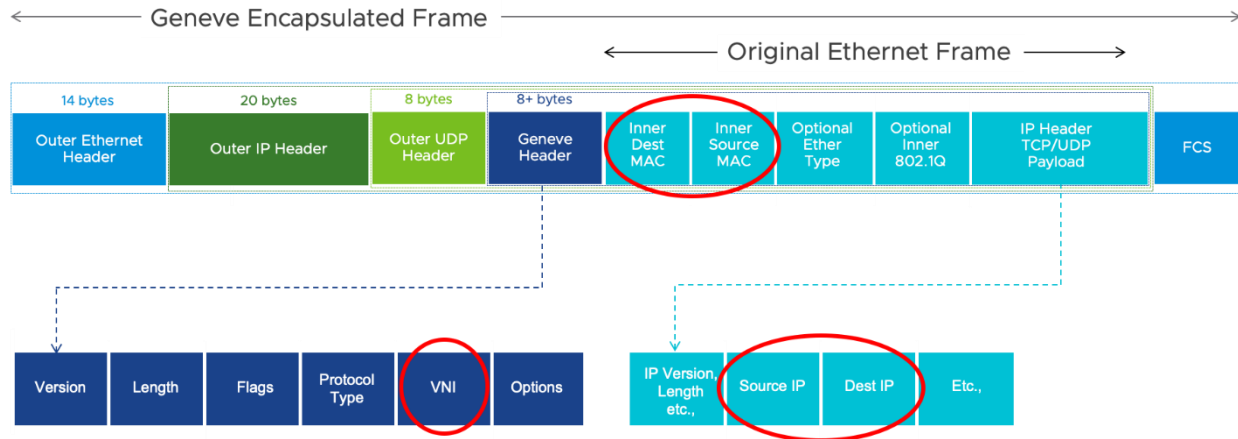 Geneve Encapsulated Frame
Original Ethernet Frame
14 bytes
20 bytes
8 bytes
8+ bytes
Outer Ethernet
Header
Outer IP Header
Outer UDP
Header
Geneve
Header
Inner
Dest
MAC
Inner
Source
MAC
Optional
Ether
Type
Optional
Inner
802.1Q
IP Header
TCP/UDP
Payload
FCS
Version
Length
Flags
Protocol
Type
VNI
Options
IP Version,
Length
etc.,
Source IP
Dest IP
Etc.,